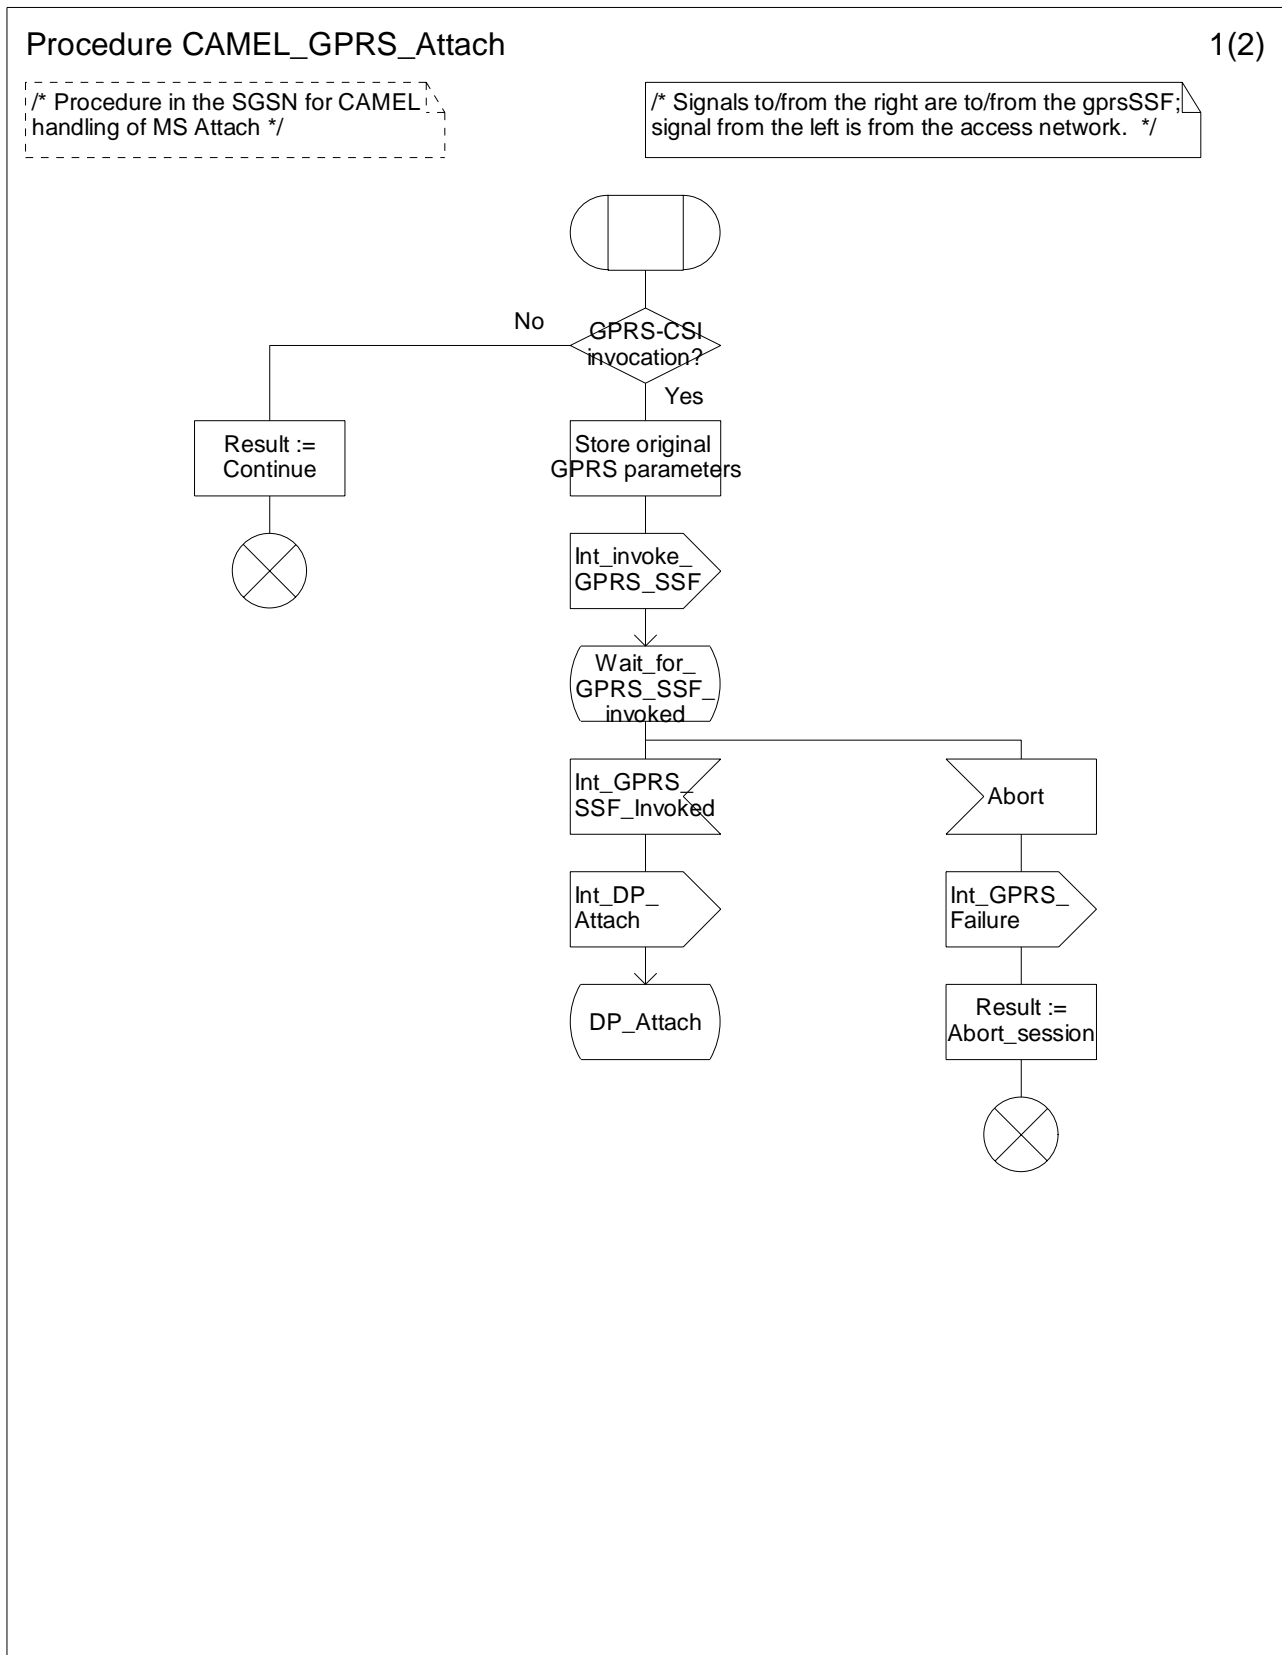 Procedure CAMEL_GPRS_Attach
1(2)
/* Procedure in the SGSN for CAMEL
handling of MS Attach */
/* Signals to/from the right are to/from the gprsSSF;
signal from the left is from the access network.  */
GPRS-CSI
invocation?
No
Yes
Result :=
Continue
Store original
GPRS parameters
Int_invoke_
GPRS_SSF
Wait_for_
GPRS_SSF_
invoked
Int_GPRS_
SSF_Invoked
Abort
Int_DP_
Attach
Int_GPRS_
Failure
DP_Attach
Result :=
Abort_session